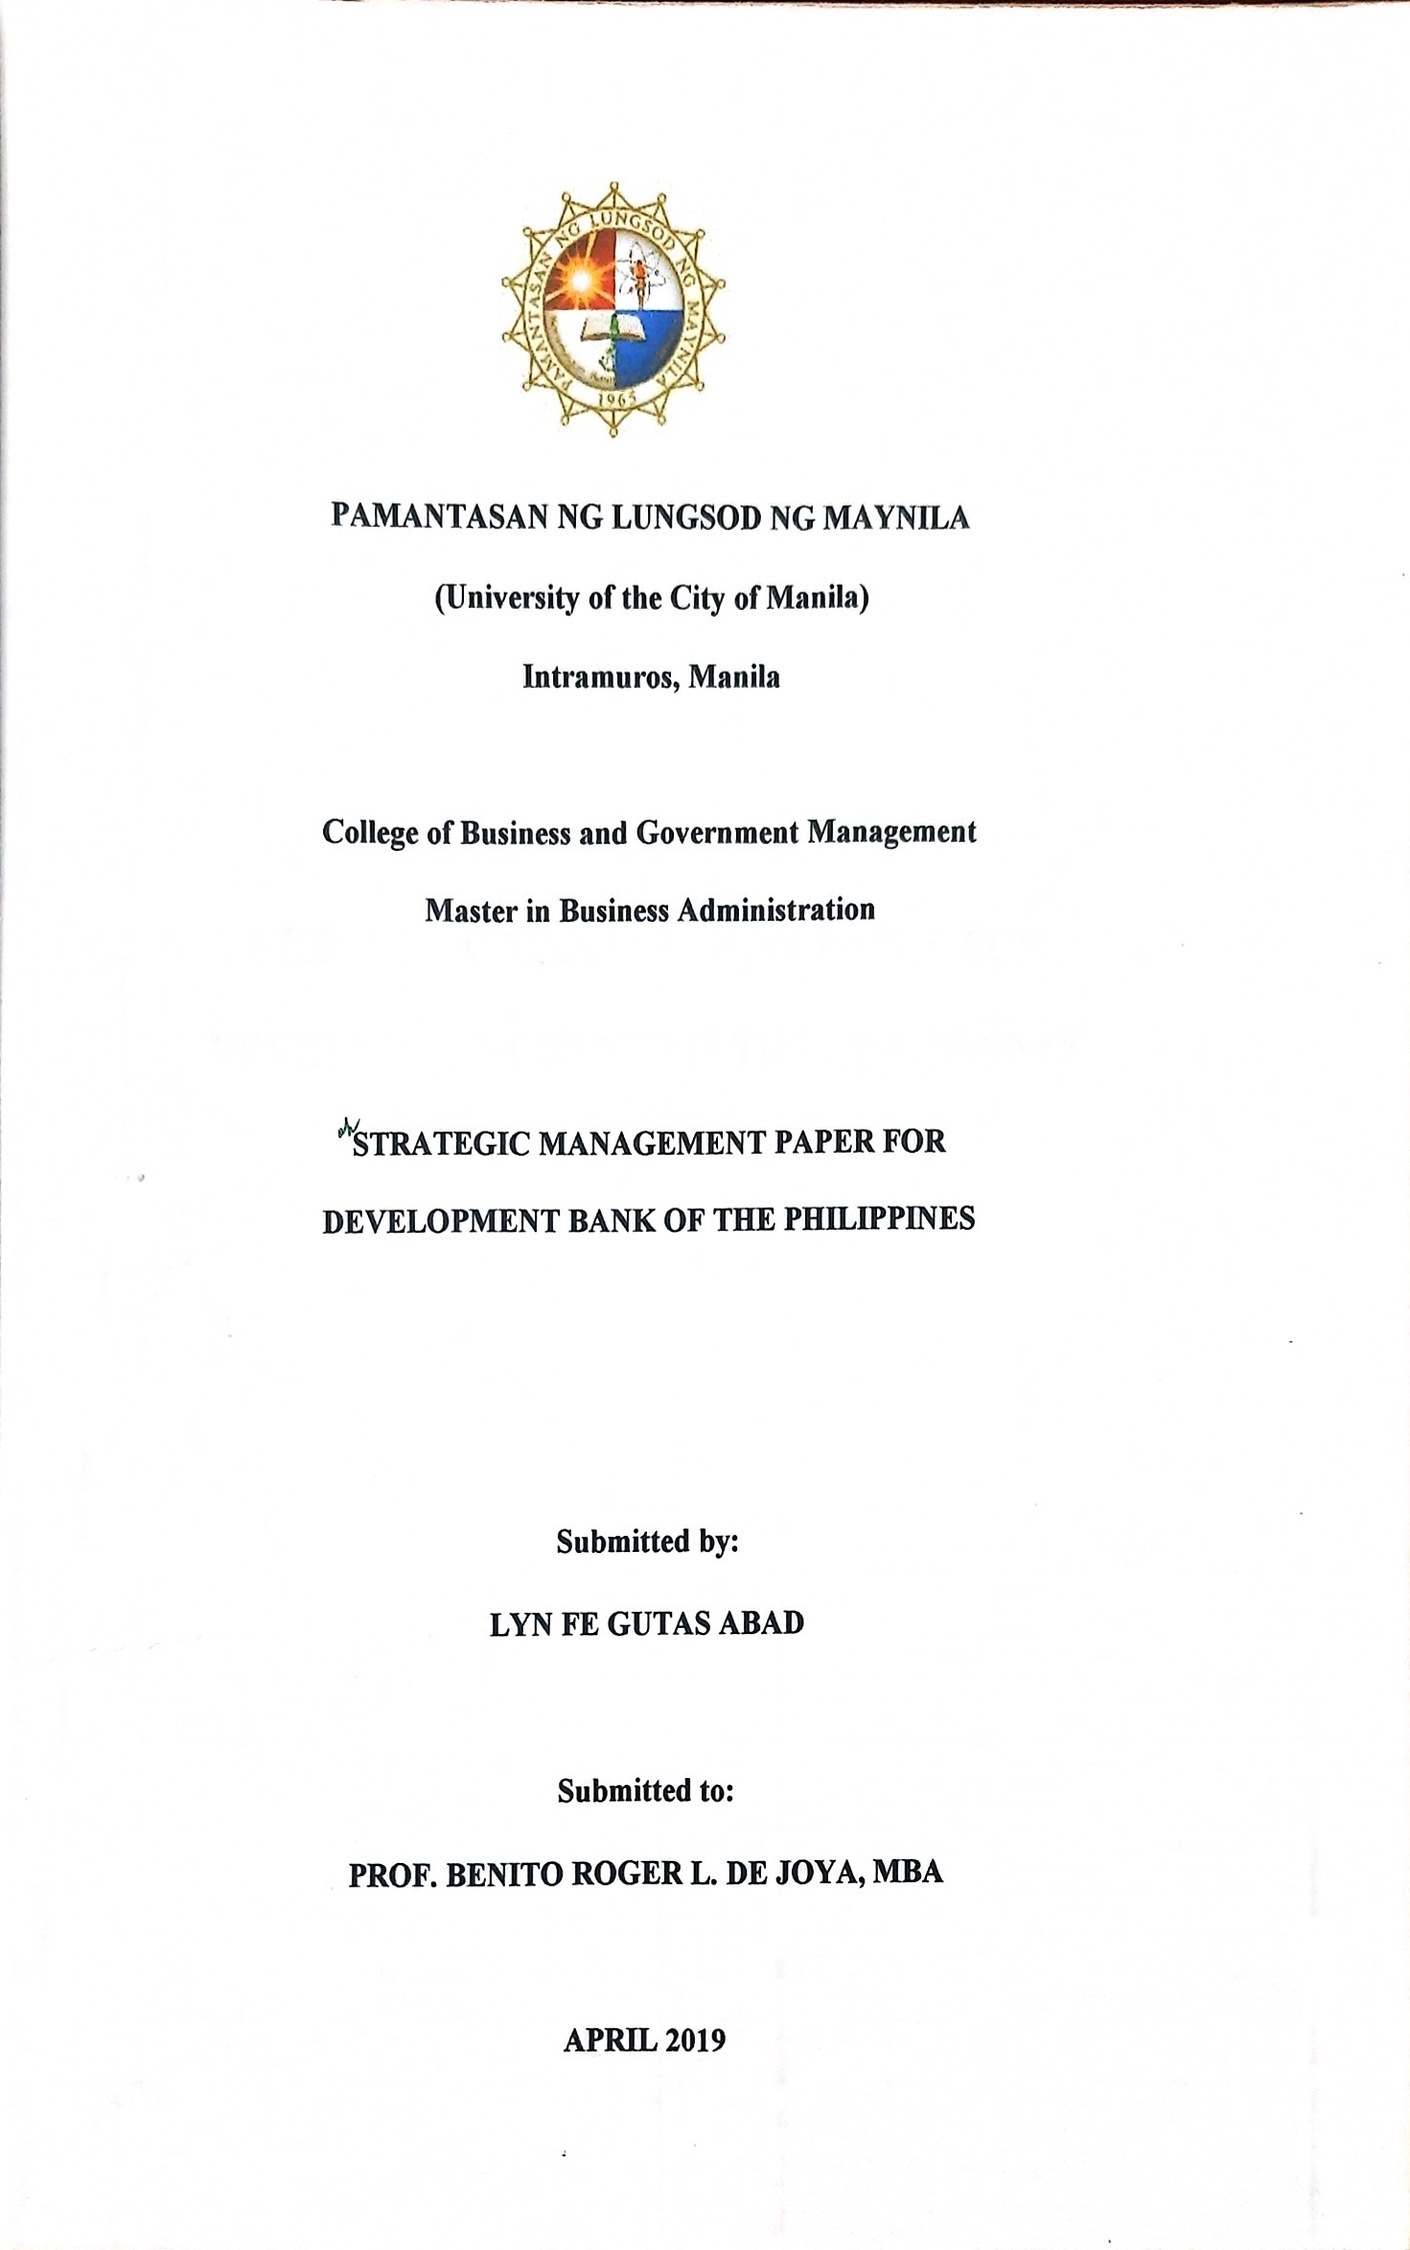 PAMANTASAN NG LUNGSOD NG MAYNILA
1965
PAMANTASAN NG LUNGSOD NG MAYNILA
(University of the City of Manila)
Intramuros, Manila
College of Business and Government Management
Master in Business Administration
STRATEGIC MANAGEMENT PAPER FOR
DEVELOPMENT BANK OF THE PHILIPPINES
Submitted by:
LYN FE GUTAS ABAD
Submitted to:
PROF. BENITO ROGER L. DE JOYA, MBA
APRIL 2019